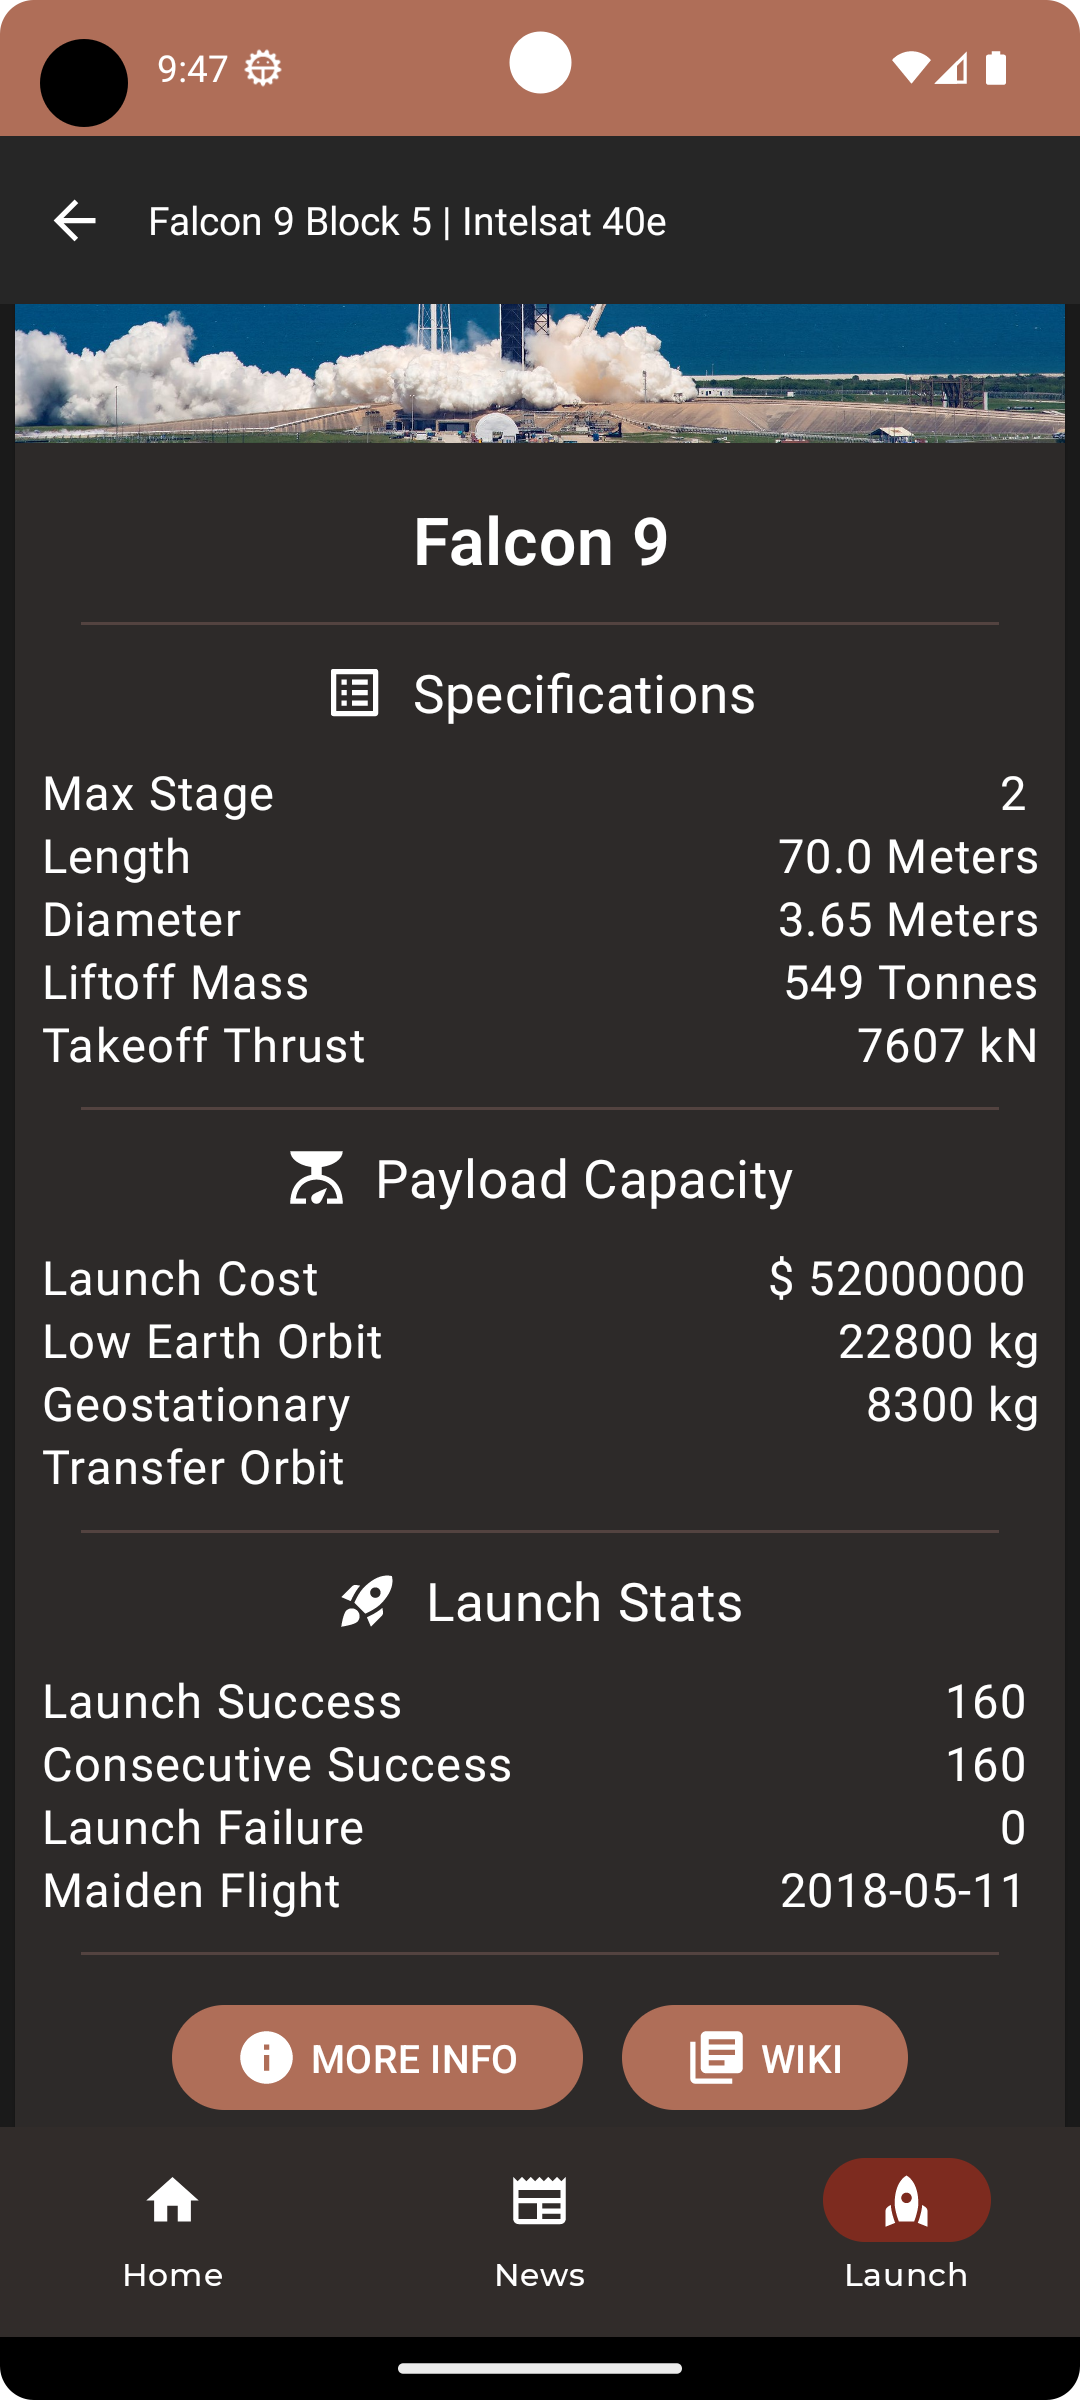 9:47
Falcon 9 Block 5 | Intelsat 40e
Falcon 9
Specifications
Max Stage 2
Length 70.0 Meters
Diameter 3.65 Meters
Liftoff Mass 549 Tonnes
Takeoff Thrust 7607 kN
Payload Capacity
Launch Cost $ 52000000
Low Earth Orbit 22800 kg
Geostationary 8300 kg
Transfer Orbit
Launch Stats
Launch Success 160
Consecutive Success 160
Launch Failure 0
Maiden Flight 2018-05-11
MORE INFO WIKI
Home News Launch